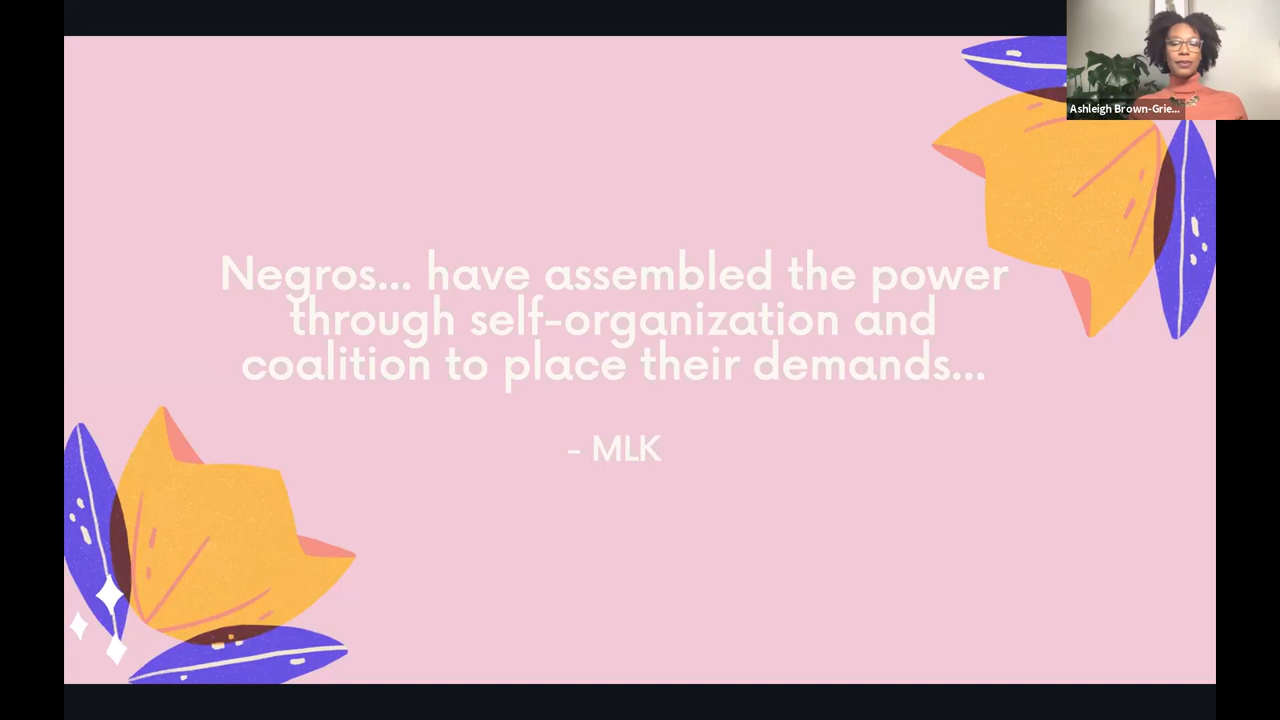 Ashleigh Brown-Grie...
Negros... have assembled the power
through self-organization and
coalition to place their demands...
- MLK